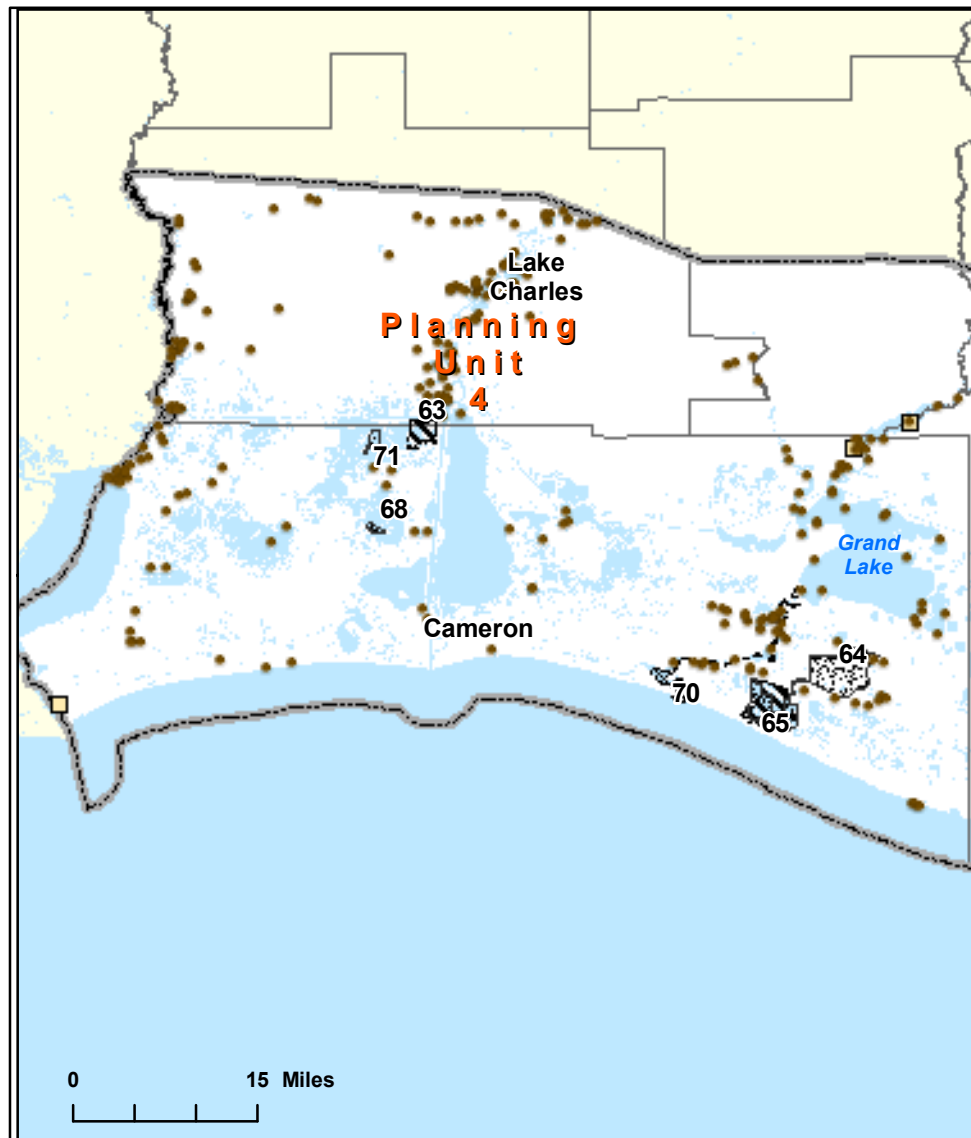 Lake
Charles
Planning
Unit
4
63
71
68
Grand
Lake
Cameron
64
70
65
0 15 Miles